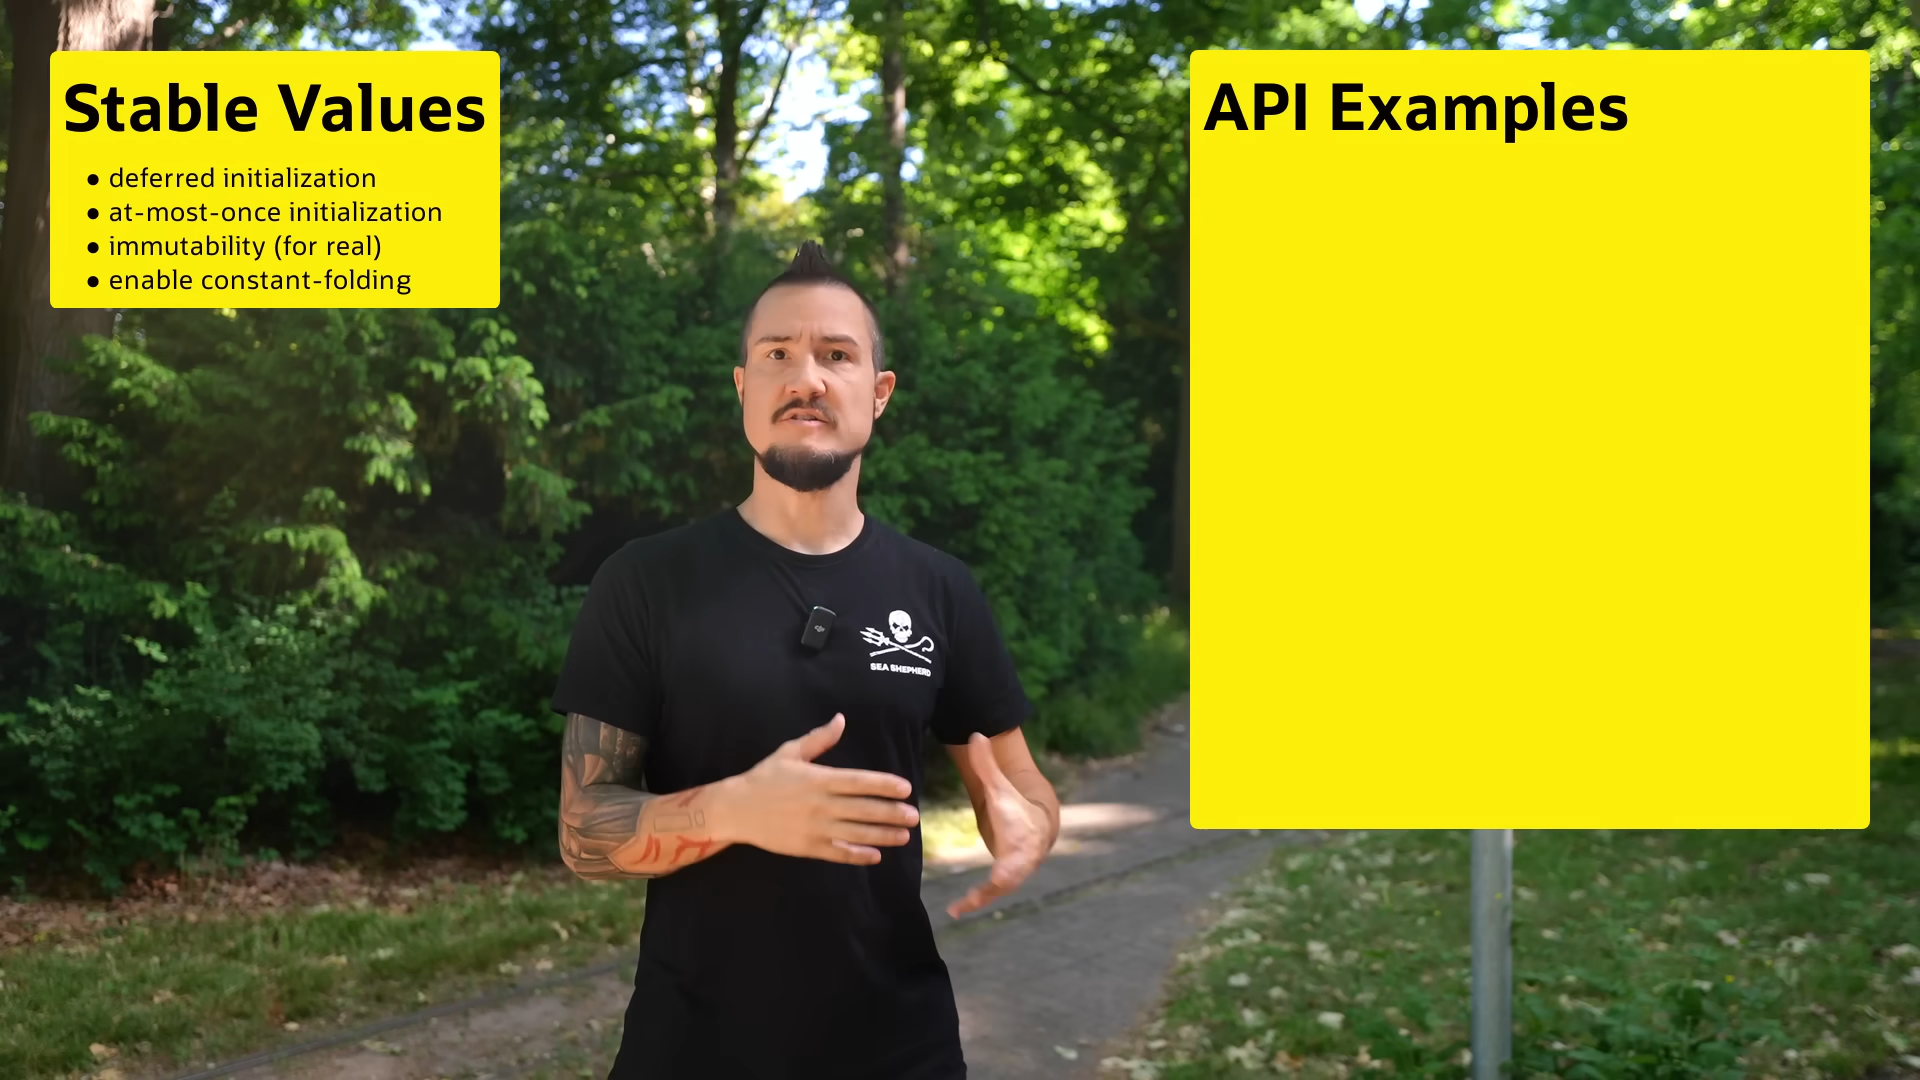 Stable Values
• deferred initialization
• at-most-once initialization
• immutability (for real)
• enable constant-folding
API Examples
SEA SHEPHERD